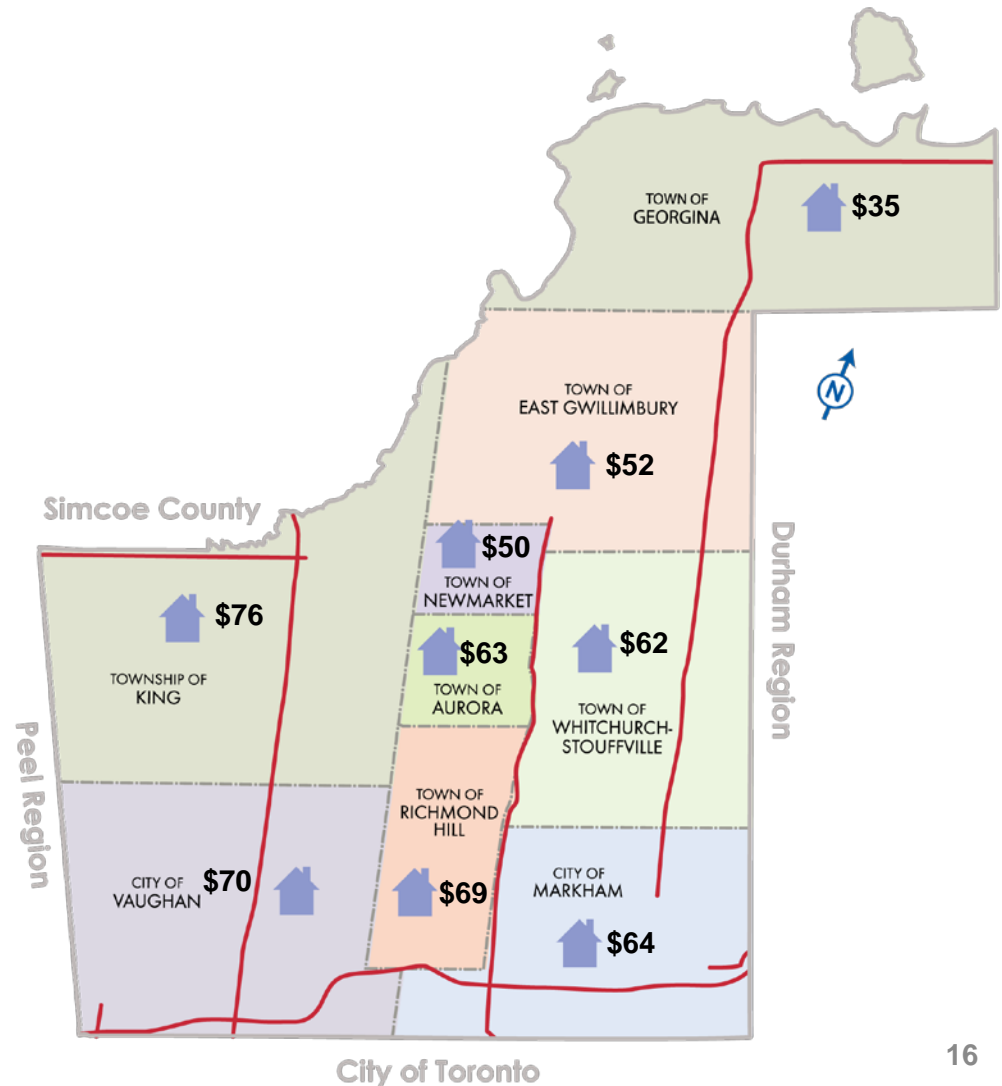 TOWN OF
GEORGINA
$35
N
TOWN OF
EAST GWILLIMBURY
$52
Simcoe County
$50
TOWN OF
NEWMARKET
Durham Region
$76
TOWNSHIP OF
KING
$63
TOWN OF
AURORA
$62
TOWN OF
WHITCHURCH-
STOUFFVILLE
Peel Region
TOWN OF
RICHMOND
HILL
$69
CITY OF
VAUGHAN
$70
CITY OF
MARKHAM
$64
City of Toronto
16